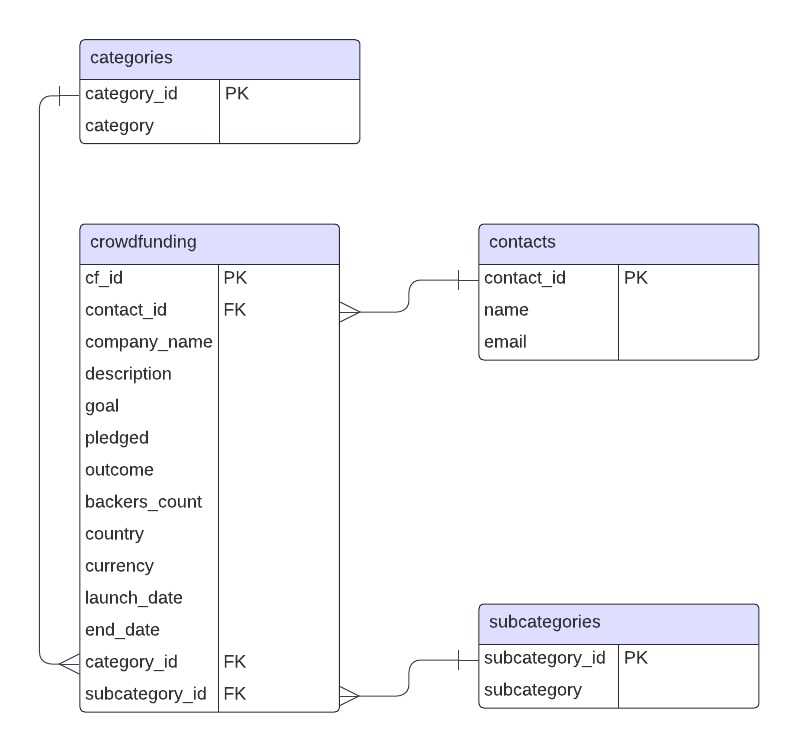 categories
category_id PK
category
crowdfunding
cf_id PK
contact_id FK
company_name
description
goal
pledged
outcome
backers_count
country
currency
launch_date
end_date
category_id FK
subcategory_id FK
contacts
contact_id PK
name
email
subcategories
subcategory_id PK
subcategory